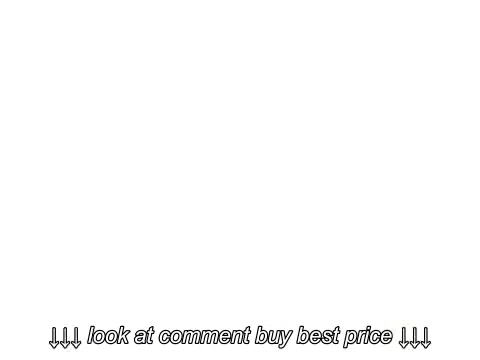 ↓↓↓ look at comment buy best price ↓↓↓